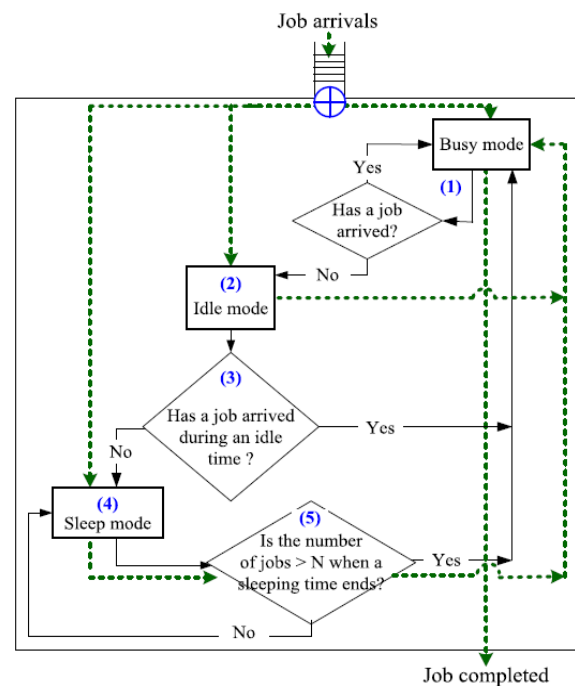 Job arrivals
Busy mode
Yes
(1)
Has a job
arrived?
No
(2)
Idle mode
(3)
Has a job arrived
during an idle
time ?
Yes
No
(4)
Sleep mode
(5)
Is the number
of jobs > N when a
sleeping time ends?
Yes
No
Job completed